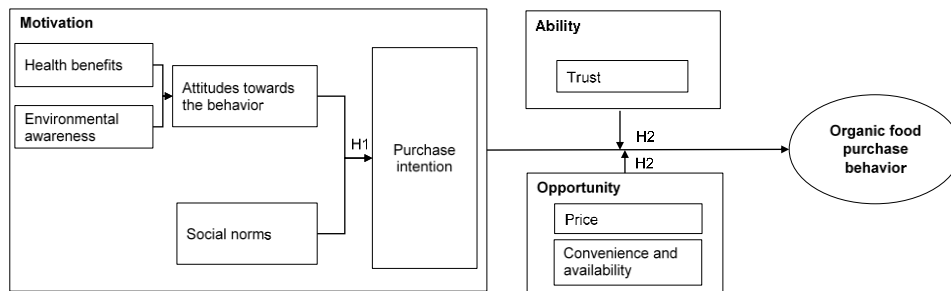 Motivation
Health benefits
Environmental
awareness
Attitudes towards
the behavior
Social norms
H1
Purchase
intention
Ability
Trust
H2
H2
Opportunity
Price
Convenience and
availability
Organic food
purchase
behavior